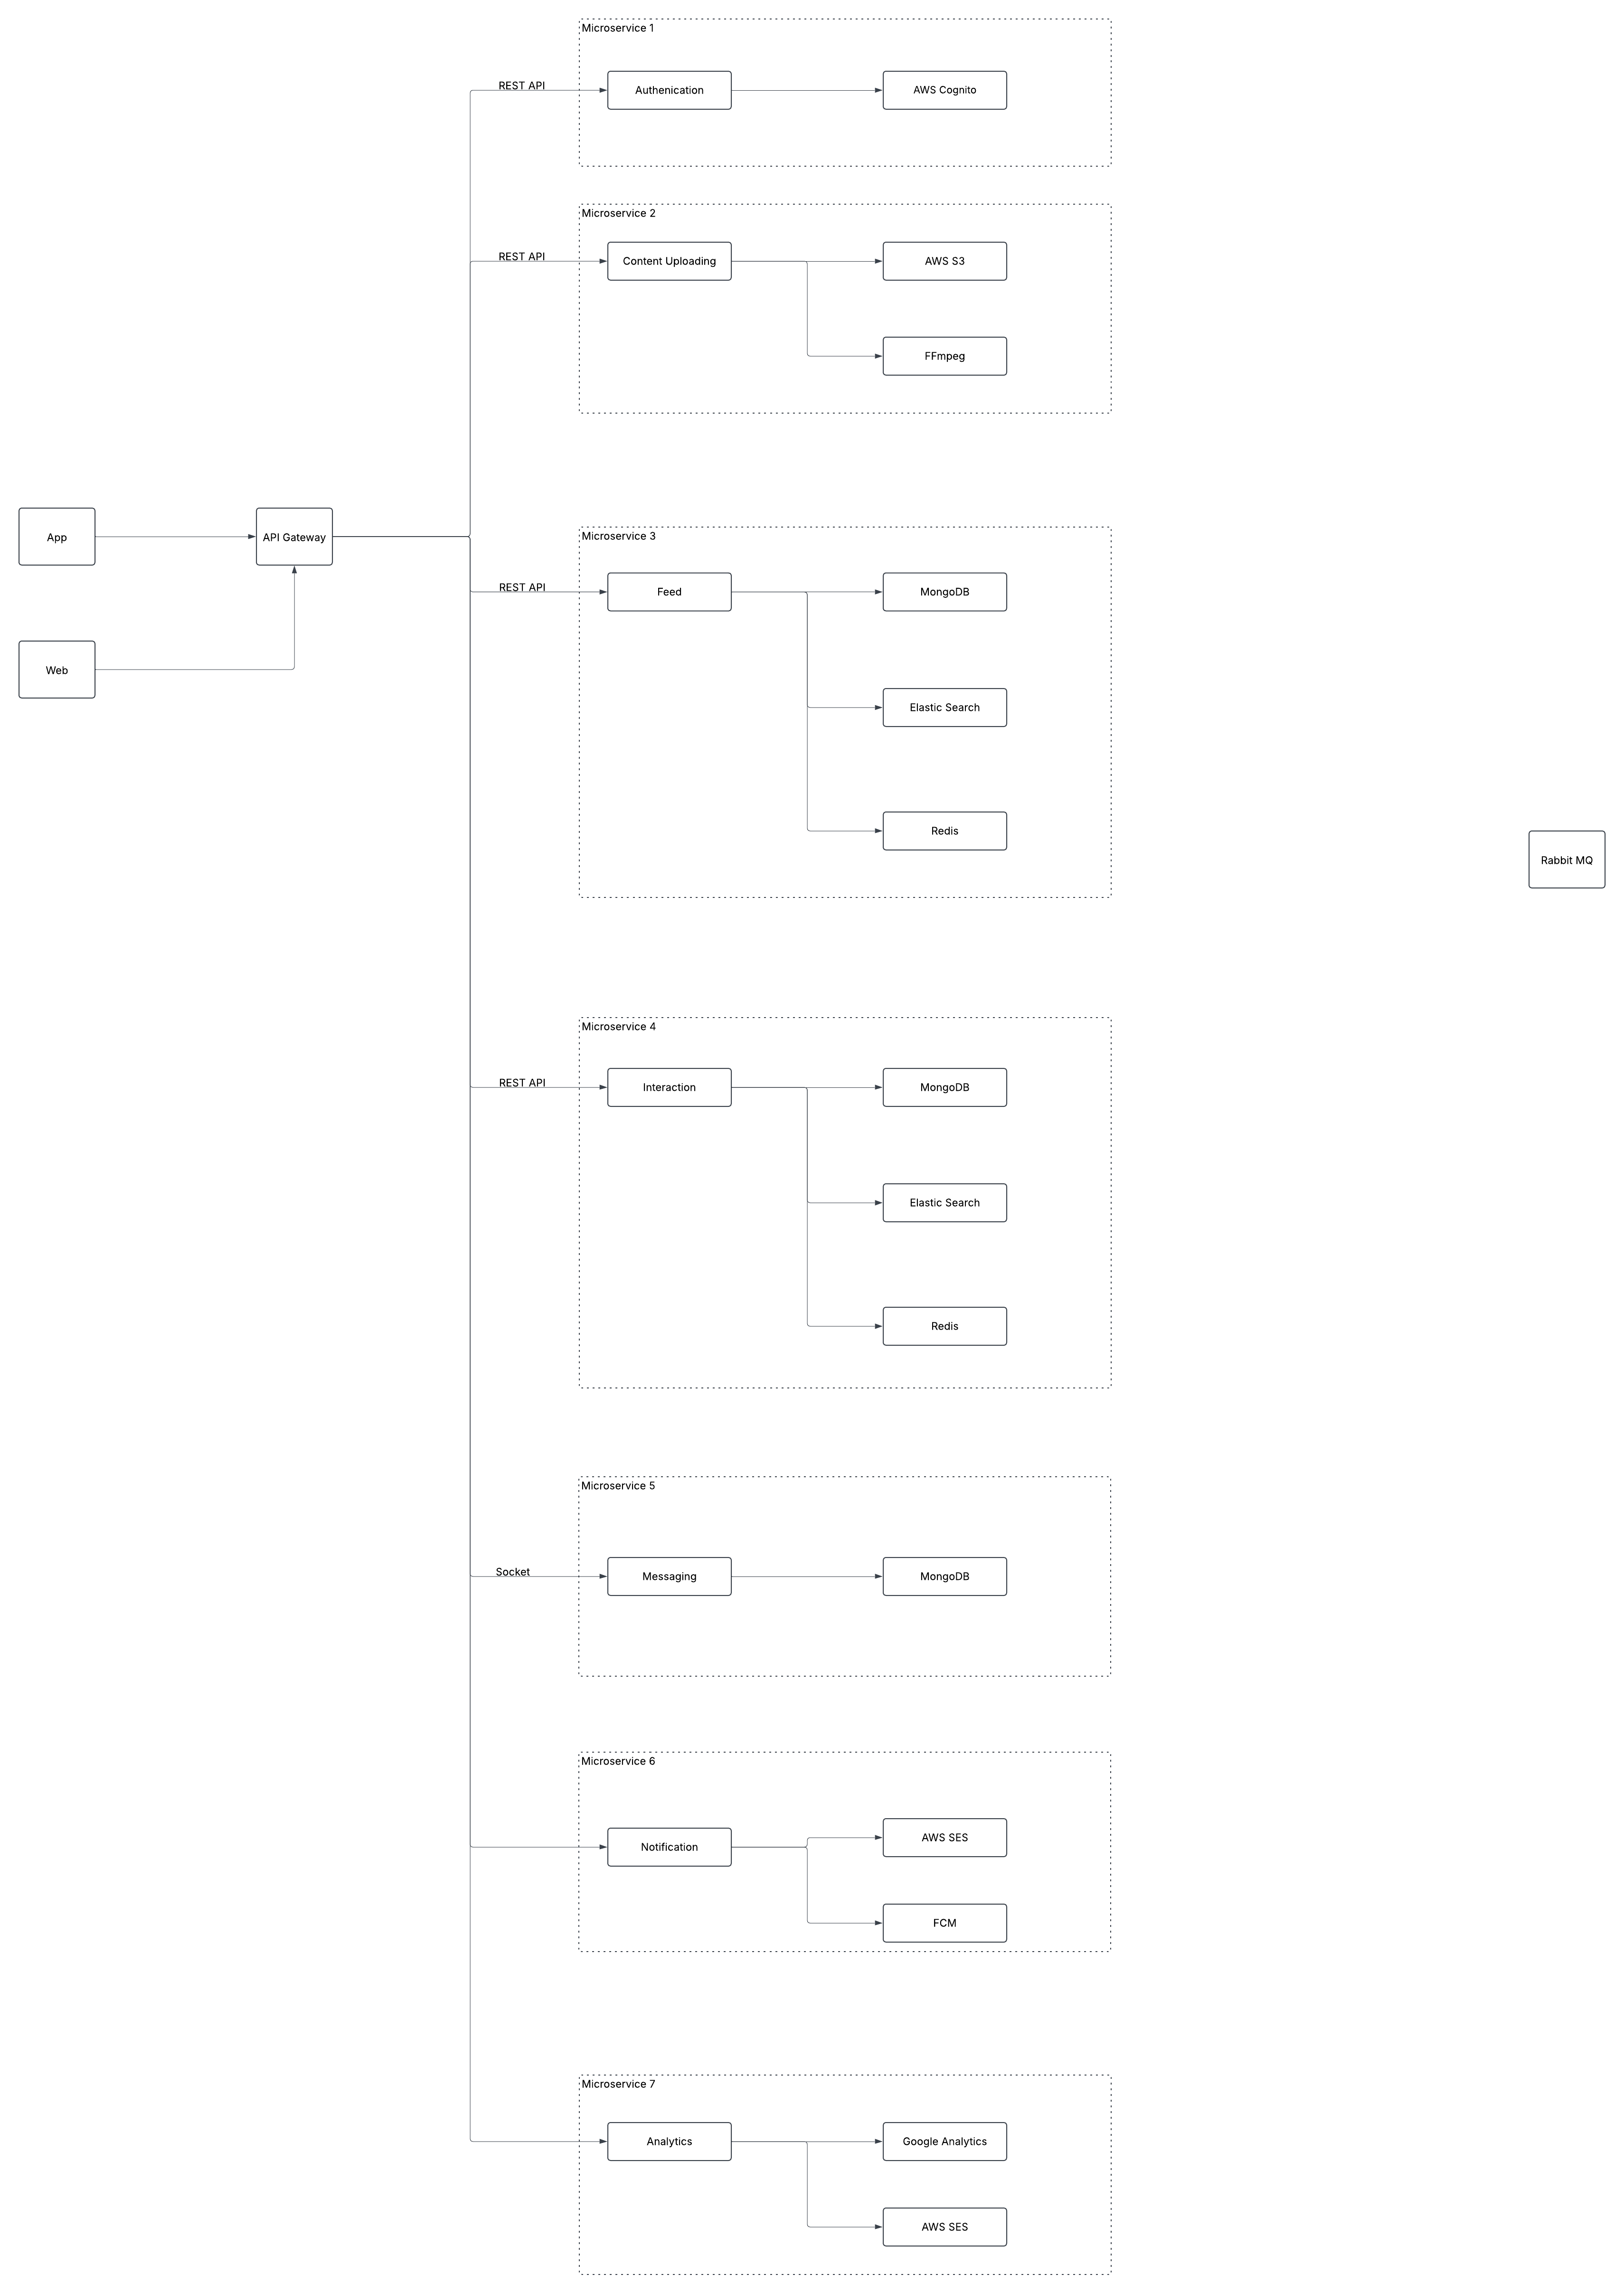 Microservice 1
REST API
Authenication
AWS Cognito
Microservice 2
REST API
Content Uploading
AWS S3
FFmpeg
App
API Gateway
Web
Microservice 3
REST API
Feed
MongoDB
Elastic Search
Redis
Rabbit MQ
Microservice 4
REST API
Interaction
MongoDB
Elastic Search
Redis
Microservice 5
Socket
Messaging
MongoDB
Microservice 6
Notification
AWS SES
FCM
Microservice 7
Analytics
Google Analytics
AWS SES